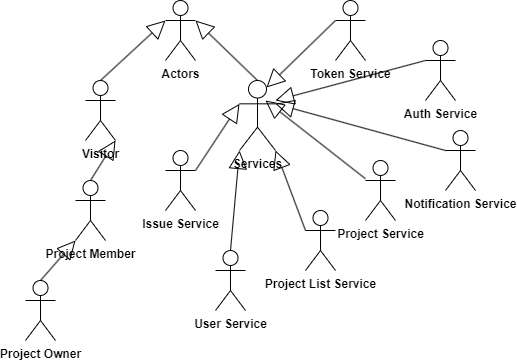 Actors
Token Service
Auth Service
Visitor
Services
Issue Service
Notification Service
Project Service
Project Member
Project List Service
User Service
Project Owner